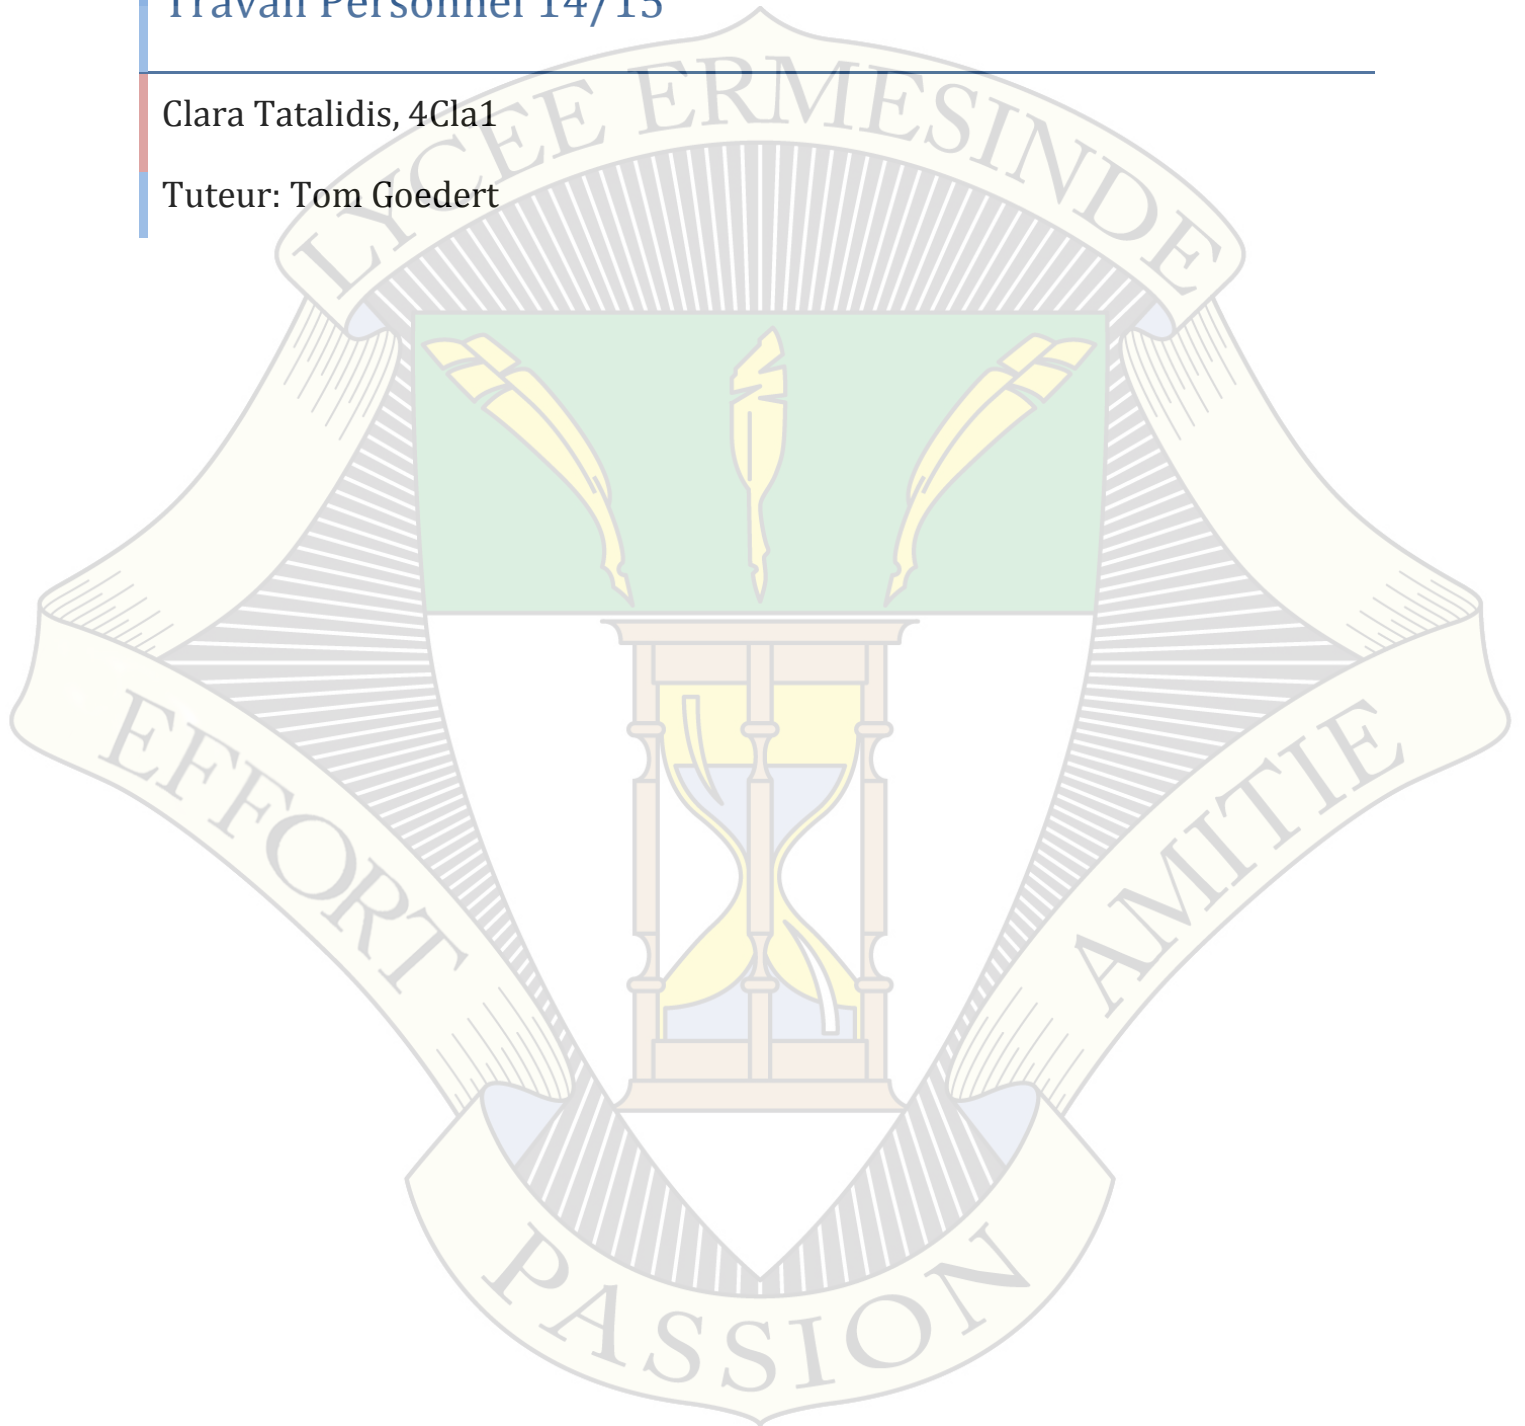 Travail Personnel 14/15
Clara Tatalidis, 4Cla1
Tuteur: Tom Goedert
LYCEE ERMESINDE
EFFORT
AMITIE
PASSION